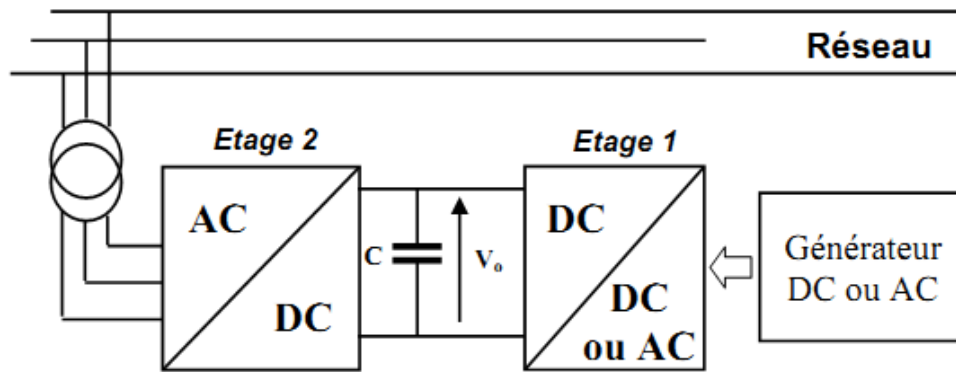 Réseau
Etage 2
Etage 1
AC
DC
C
Vo
DC
DC
ou AC
Générateur
DC ou AC